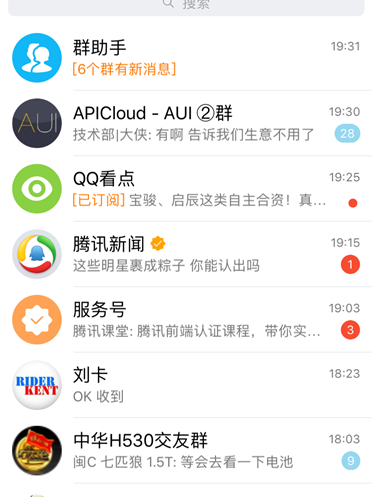 搜索
群助手 19:31
[6个群有新消息]
APICloud - AUI ②群 19:30
AUI
技术部|大侠: 有啊 告诉我们生意不用了 28
QQ看点 19:25
[已订阅] 宝骏、启辰这类自主合资！真…
腾讯新闻 19:15
这些明星裹成粽子 你能认出吗 1
服务号 19:03
腾讯课堂: 腾讯前端认证课程，带你实… 3
刘卡 18:23
RIDER
KENT
OK 收到
中华H530交友群 18:03
闽C 七匹狼 1.5T: 等会去看一下电池 9